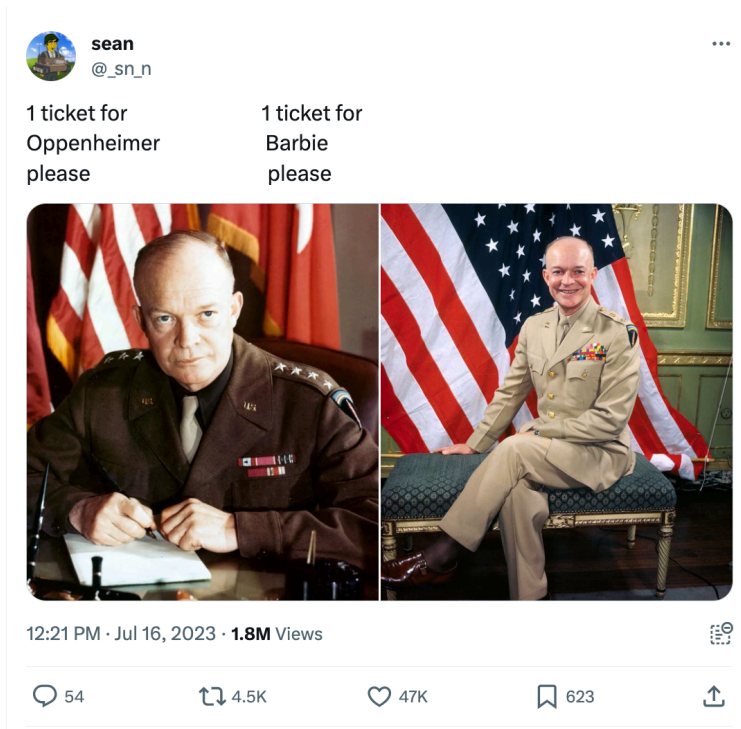 sean
@_sn_n
1 ticket for 1 ticket for
Oppenheimer Barbie
please please
12:21 PM · Jul 16, 2023 · 1.8M Views
54 4.5K 47K 623